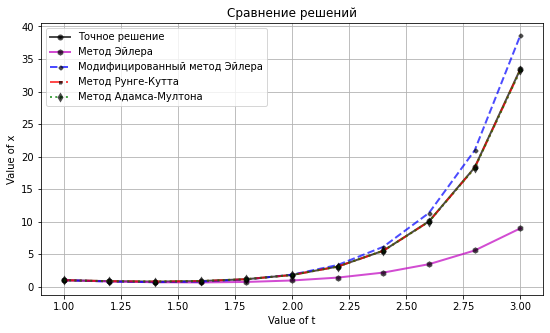 Сравнение решений
Точное решение
Метод Эйлера
Модифицированный метод Эйлера
Метод Рунге-Кутта
Метод Адамса-Мултона
40
35
30
25
20
15
10
5
0
Value of x
1.00 1.25 1.50 1.75 2.00 2.25 2.50 2.75 3.00
Value of t